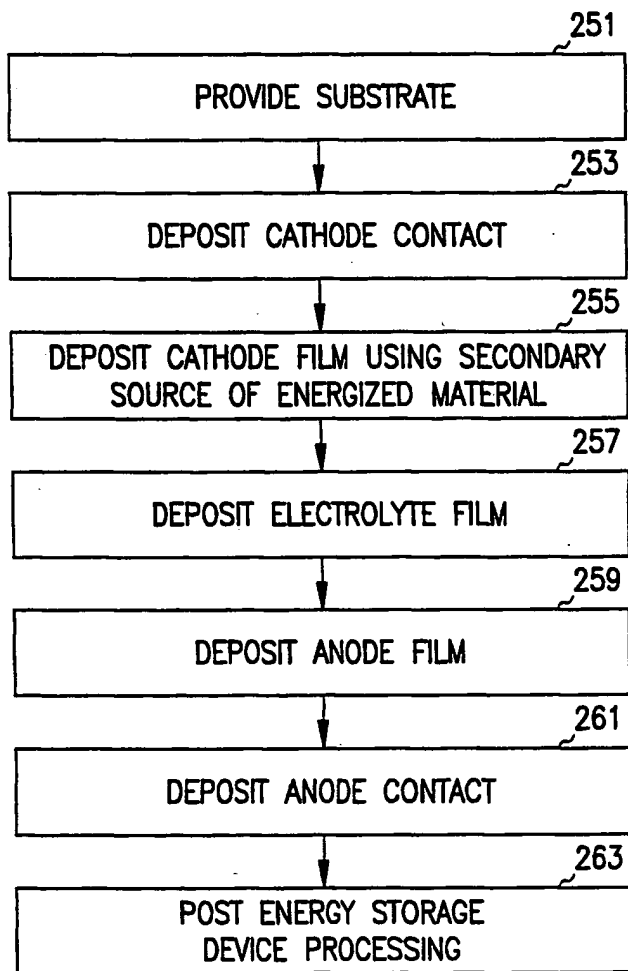 251
PROVIDE SUBSTRATE
253
DEPOSIT CATHODE CONTACT
255
DEPOSIT CATHODE FILM USING SECONDARY
SOURCE OF ENERGIZED MATERIAL
257
DEPOSIT ELECTROLYTE FILM
259
DEPOSIT ANODE FILM
261
DEPOSIT ANODE CONTACT
263
POST ENERGY STORAGE
DEVICE PROCESSING